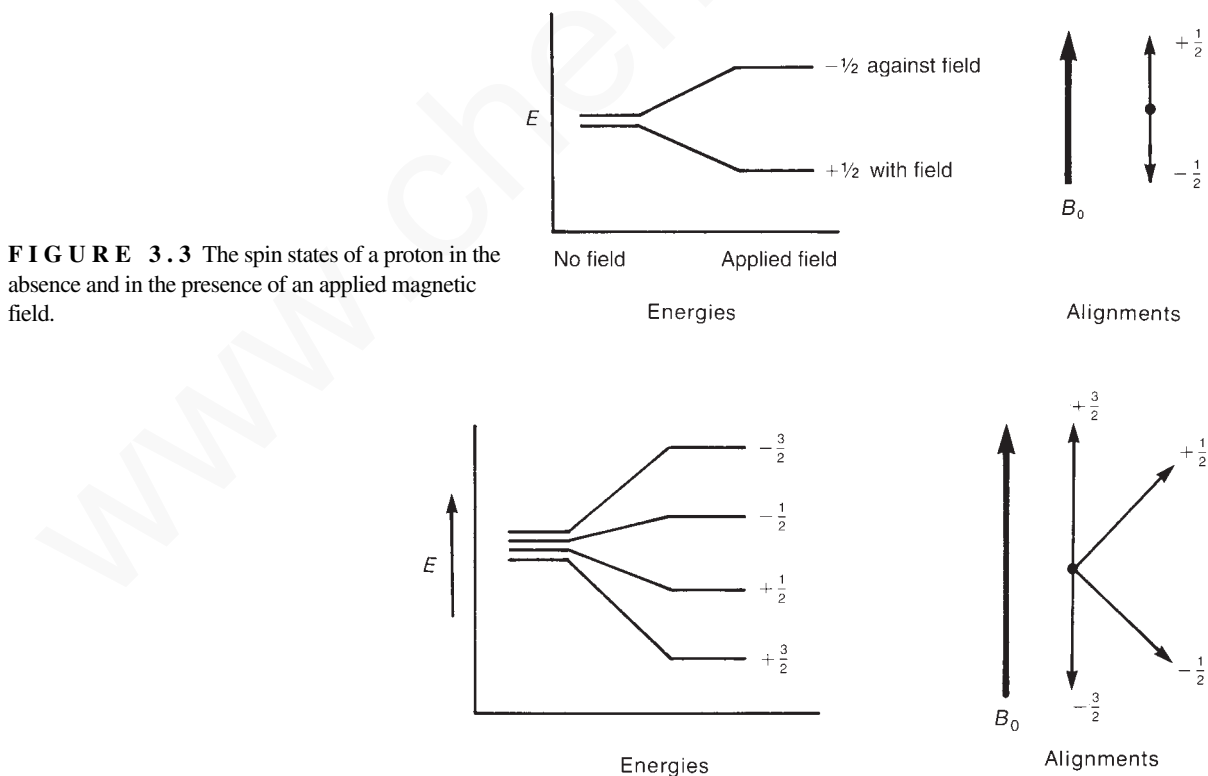 E
−½ against field
+½ with field
No field
Applied field
Energies
+1/2
−1/2
B0
Alignments
FIGURE 3.3 The spin states of a proton in the
absence and in the presence of an applied magnetic
field.
E
−3/2
−1/2
+1/2
+3/2
Energies
+3/2
+1/2
−1/2
−3/2
B0
Alignments
www.che